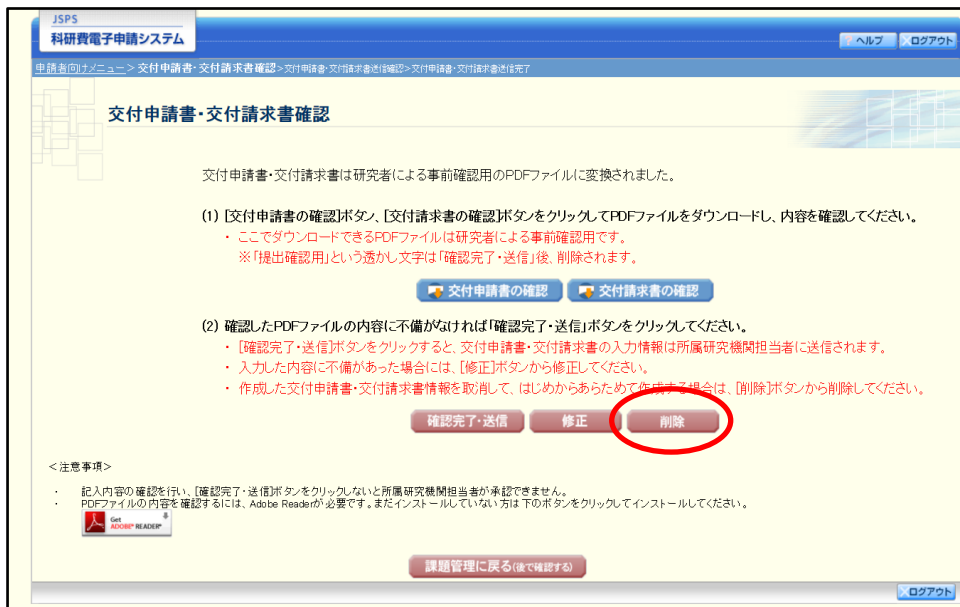 JSPS
科研費電子申請システム
? ヘルプ
ログアウト
申請者向けメニュー>交付申請書・交付請求書確認>交付申請書・交付請求書送信確認>交付申請書・交付請求書送信完了
交付申請書・交付請求書確認
交付申請書・交付請求書は研究者による事前確認用のPDFファイルに変換されました。
(1) [交付申請書の確認]ボタン、[交付請求書の確認]ボタンをクリックしてPDFファイルをダウンロードし、内容を確認してください。
・ ここでダウンロードできるPDFファイルは研究者による事前確認用です。
※「提出確認用」という透かし文字は「確認完了・送信」後、削除されます。
交付申請書の確認
交付請求書の確認
(2) 確認したPDFファイルの内容に不備がなければ「確認完了・送信」ボタンをクリックしてください。
・ [確認完了・送信]ボタンをクリックすると、交付申請書・交付請求書の入力情報は所属研究機関担当者に送信されます。
・ 入力した内容に不備があった場合には、[修正]ボタンから修正してください。
・ 作成した交付申請書・交付請求書情報を取消して、はじめからあらためて作成する場合は、[削除]ボタンから削除してください。
確認完了・送信
修正
削除
<注意事項>
・ 記入内容の確認を行い、[確認完了・送信]ボタンをクリックしないと所属研究機関担当者が承認できません。
・ PDFファイルの内容を確認するには、Adobe Readerが必要です。まだインストールしていない方は下のボタンをクリックしてインストールしてください。
Get
ADOBE® READER®
課題管理に戻る(後で確認する)
ログアウト